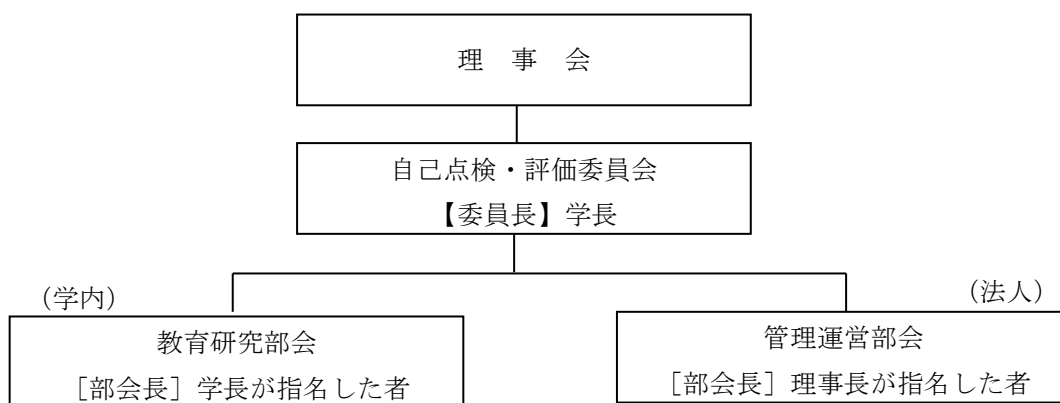 理　事　会
自己点検・評価委員会
【委員長】学長
（学内）
（法人）
教育研究部会
［部会長］学長が指名した者
管理運営部会
［部会長］理事長が指名した者